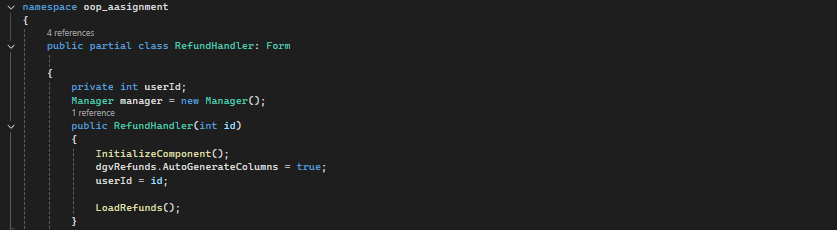 namespace oop_aasignment
{
4 references
public partial class RefundHandler: Form
{
private int userId;
Manager manager = new Manager();
1 reference
public RefundHandler(int id)
{
InitializeComponent();
dgvRefunds.AutoGenerateColumns = true;
userId = id;
LoadRefunds();
}